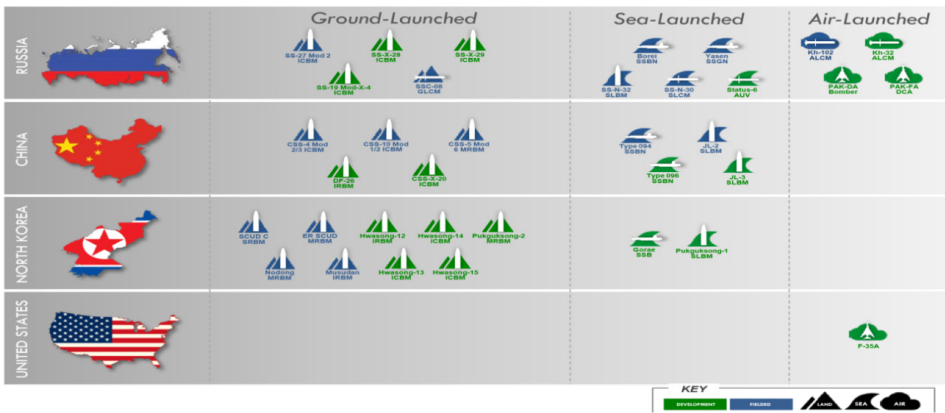 Ground-Launched
Sea-Launched
Air-Launched
RUSSIA
SS-27 Mod 2
ICBM
SS-X-28
ICBM
SS-X-29
ICBM
SS-19 Mod-X-4
ICBM
SSC-08
GLCM
Borei
SSBN
Yasen
SSGN
SS-N-32
SLBM
SS-N-30
SLCM
Status-6
AUV
Kh-102
ALCM
Kh-32
ALCM
PAK-DA
Bomber
PAK-FA
DCA
CHINA
CSS-4 Mod
2/3 ICBM
CSS-10 Mod
1/2 ICBM
CSS-5 Mod
6 MRBM
DF-26
IRBM
CSS-X-20
ICBM
Type 094
SSBN
JL-2
SLBM
Type 096
SSBN
JL-3
SLBM
NORTH KOREA
SCUD C
SRBM
ER SCUD
MRBM
Hwasong-12
IRBM
Hwasong-14
ICBM
Pukguksong-2
MRBM
Nodong
MRBM
Musudan
IRBM
Hwasong-13
ICBM
Hwasong-15
ICBM
Gorae
SSB
Pukguksong-1
SLBM
UNITED STATES
F-35A
KEY
DEVELOPMENT
FIELDED
LAND
SEA
AIR